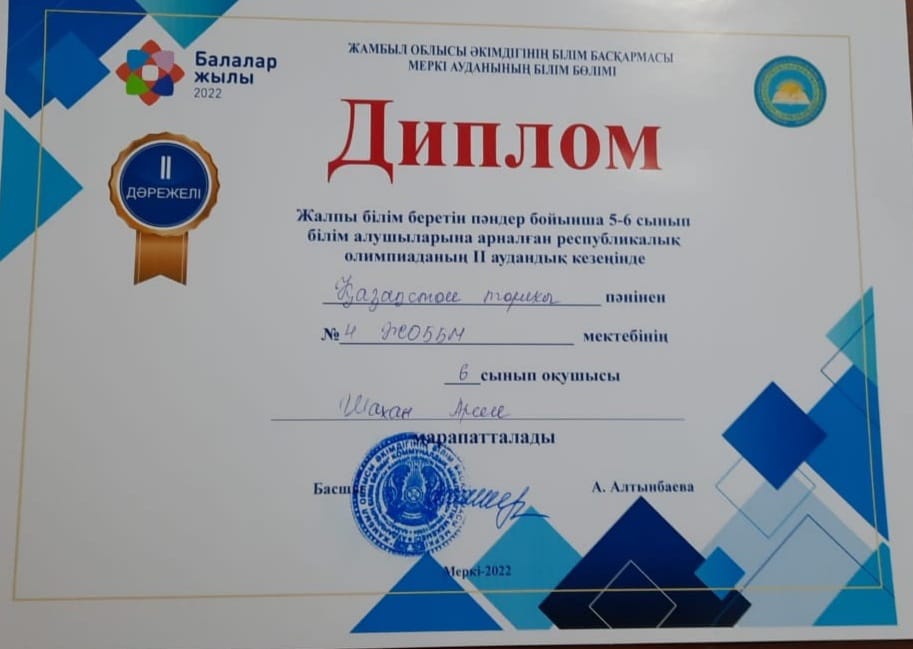 Балалар
жылы
2022
ЖАМБЫЛ ОБЛЫСЫ ӘКІМДІГІНІҢ БІЛІМ БАСҚАРМАСЫ
МЕРКІ АУДАНЫНЫҢ БІЛІМ БӨЛІМІ
Диплом
II
ДӘРЕЖЕЛІ
Жалпы білім беретін пәндер бойынша 5-6 сынып
білім алушыларына арналған республикалық
олимпиаданың II аудандық кезеңінде
Қазақстан тарихы пәнінен
№4 ЖОББМ мектебінің
6 сынып оқушысы
Шахан
марапатталады
Басшы А. Алтынбаева
Меркі-2022